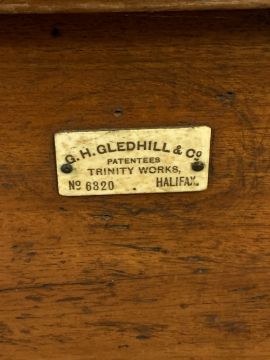 G. H. GLEDHILL & Co
PATENTEES
TRINITY WORKS,
No 6320 HALIFAX.